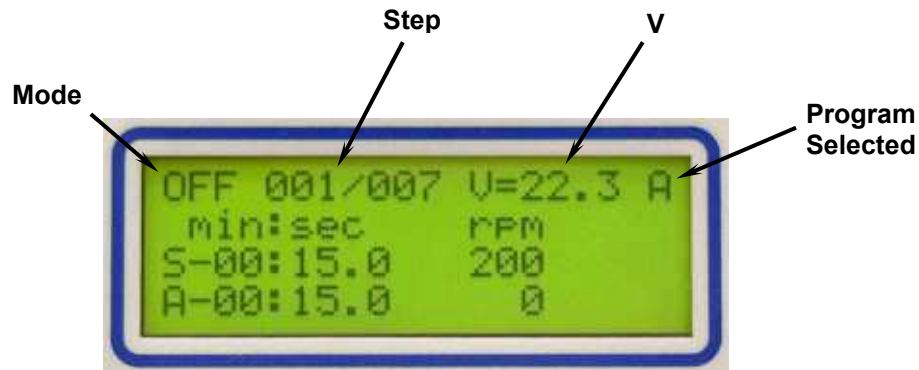 Step
V
Mode
Program
Selected
OFF 001/007 V=22.3 A
min:sec rpm
S-00:15.0 200
A-00:15.0 0